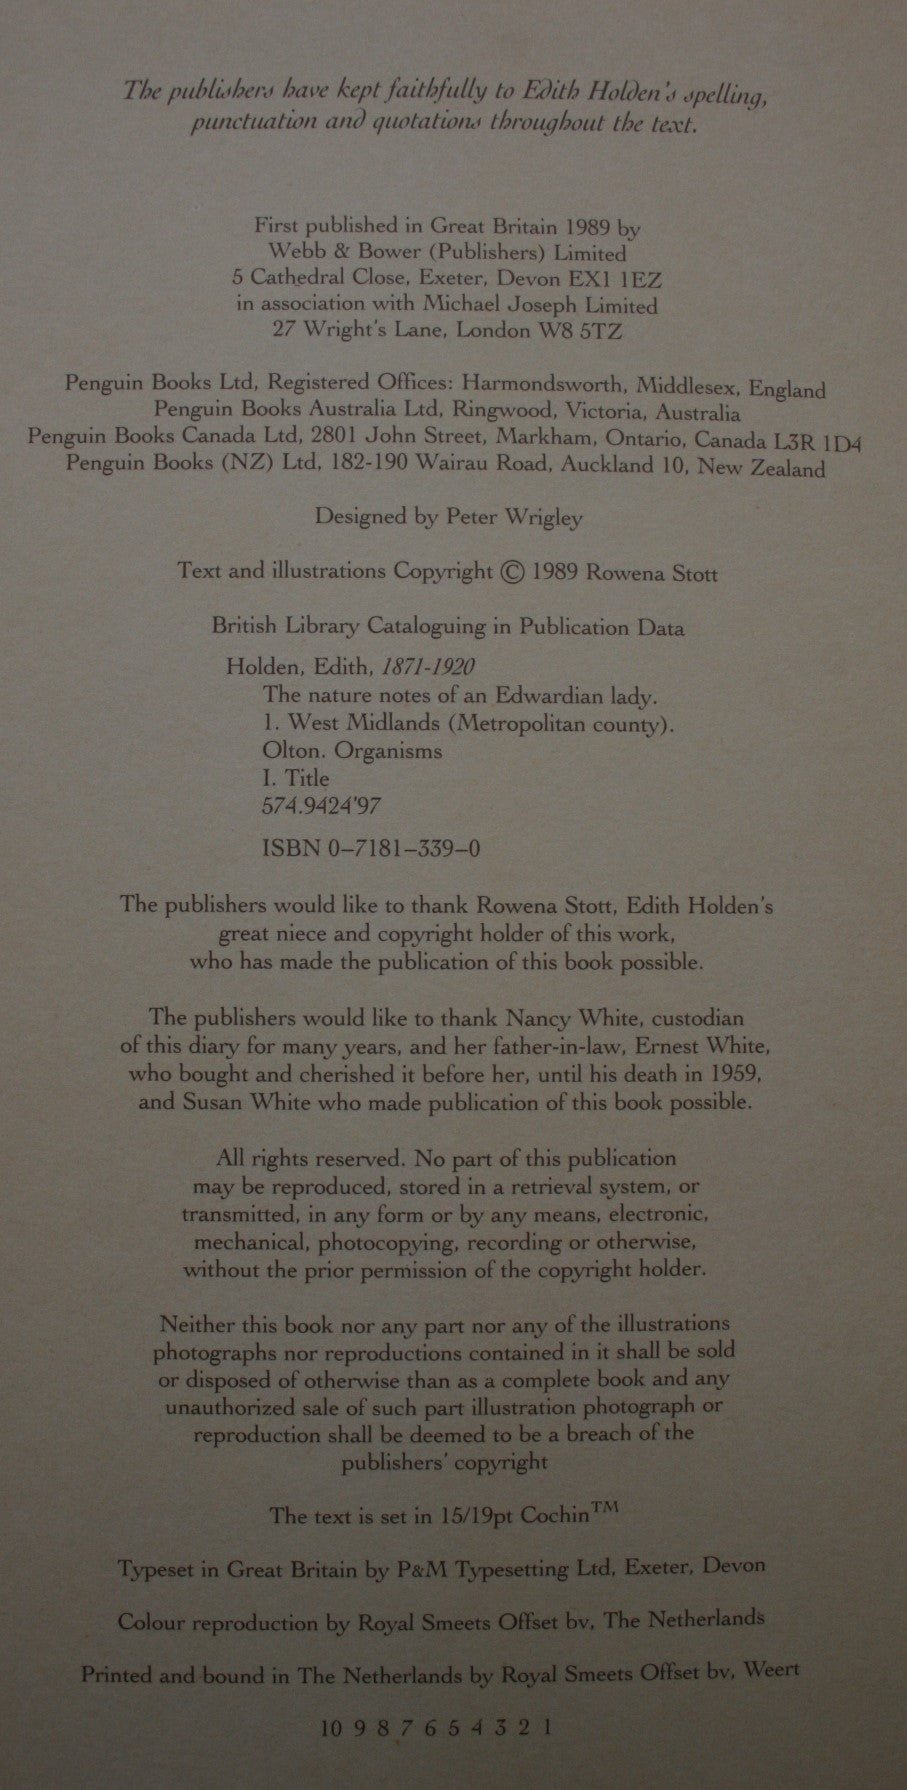 The publishers have kept faithfully to Edith Holden's spelling,
punctuation and quotations throughout the text.
First published in Great Britain 1989 by
Webb & Bower (Publishers) Limited
5 Cathedral Close, Exeter, Devon EX1 1EZ
in association with Michael Joseph Limited
27 Wright's Lane, London W8 5TZ
Penguin Books Ltd, Registered Offices: Harmondsworth, Middlesex, England
Penguin Books Australia Ltd, Ringwood, Victoria, Australia
Penguin Books Canada Ltd, 2801 John Street, Markham, Ontario, Canada L3R 1D4
Penguin Books (NZ) Ltd, 182-190 Wairau Road, Auckland 10, New Zealand
Designed by Peter Wrigley
Text and illustrations Copyright © 1989 Rowena Stott
British Library Cataloguing in Publication Data
Holden, Edith, 1871-1920
The nature notes of an Edwardian lady.
1. West Midlands (Metropolitan county).
Olton. Organisms
I. Title
574.9424'97
ISBN 0–7181–339–0
The publishers would like to thank Rowena Stott, Edith Holden's
great niece and copyright holder of this work,
who has made the publication of this book possible.
The publishers would like to thank Nancy White, custodian
of this diary for many years, and her father-in-law, Ernest White,
who bought and cherished it before her, until his death in 1959,
and Susan White who made publication of this book possible.
All rights reserved. No part of this publication
may be reproduced, stored in a retrieval system, or
transmitted, in any form or by any means, electronic,
mechanical, photocopying, recording or otherwise,
without the prior permission of the copyright holder.
Neither this book nor any part nor any of the illustrations
photographs nor reproductions contained in it shall be sold
or disposed of otherwise than as a complete book and any
unauthorized sale of such part illustration photograph or
reproduction shall be deemed to be a breach of the
publishers' copyright
The text is set in 15/19pt Cochin™
Typeset in Great Britain by P&M Typesetting Ltd, Exeter, Devon
Colour reproduction by Royal Smeets Offset bv, The Netherlands
Printed and bound in The Netherlands by Royal Smeets Offset bv, Weert
10 9 8 7 6 5 4 3 2 1